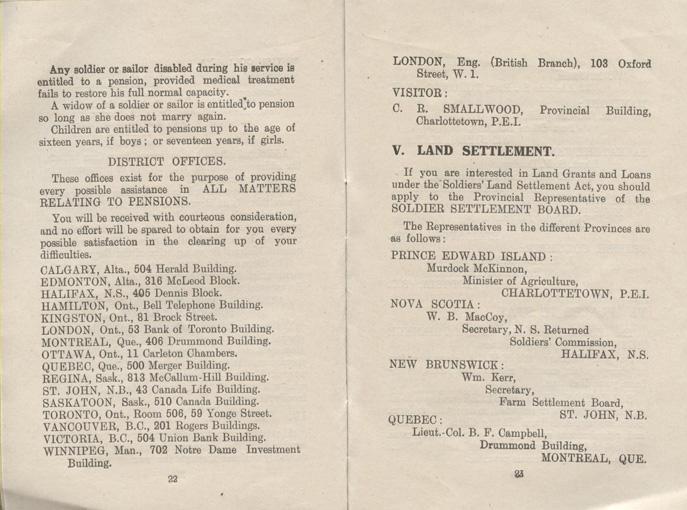 Any soldier or sailor disabled during his service is
entitled to a pension, provided medical treatment
fails to restore his full normal capacity.
A widow of a soldier or sailor is entitled to pension
so long as she does not marry again.
Children are entitled to pensions up to the age of
sixteen years, if boys; or seventeen years, if girls.
DISTRICT OFFICES.
These offices exist for the purpose of providing
every possible assistance in ALL MATTERS
RELATING TO PENSIONS.
You will be received with courteous consideration,
and no effort will be spared to obtain for you every
possible satisfaction in the clearing up of your
difficulties.
CALGARY, Alta., 504 Herald Building.
EDMONTON, Alta., 316 McLeod Block.
HALIFAX, N.S., 405 Dennis Block.
HAMILTON, Ont., Bell Telephone Building.
KINGSTON, Ont., 81 Brock Street.
LONDON, Ont., 53 Bank of Toronto Building.
MONTREAL, Que., 406 Drummond Building.
OTTAWA, Ont., 11 Carleton Chambers.
QUEBEC, Que., 500 Merger Building.
REGINA, Sask., 813 McCallum-Hill Building.
ST. JOHN, N.B., 43 Canada Life Building.
SASKATOON, Sask., 510 Canada Building.
TORONTO, Ont., Room 506, 59 Yonge Street.
VANCOUVER, B.C., 201 Rogers Buildings.
VICTORIA, B.C., 504 Union Bank Building.
WINNIPEG, Man., 702 Notre Dame Investment
Building.
22
LONDON, Eng. (British Branch), 103 Oxford
Street, W. 1.
VISITOR:
C. R. SMALLWOOD, Provincial Building,
Charlottetown, P.E.I.
V. LAND SETTLEMENT.
If you are interested in Land Grants and Loans
under the Soldiers' Land Settlement Act, you should
apply to the Provincial Representative of the
SOLDIER SETTLEMENT BOARD.
The Representatives in the different Provinces are
as follows:
PRINCE EDWARD ISLAND:
Murdock McKinnon,
Minister of Agriculture,
CHARLOTTETOWN, P.E.I.
NOVA SCOTIA:
W. B. MacCoy,
Secretary, N. S. Returned
Soldiers' Commission,
HALIFAX, N.S.
NEW BRUNSWICK:
Wm. Kerr,
Secretary,
Farm Settlement Board,
ST. JOHN, N.B.
QUEBEC:
Lieut.-Col. B. F. Campbell,
Drummond Building,
MONTREAL, QUE.
23